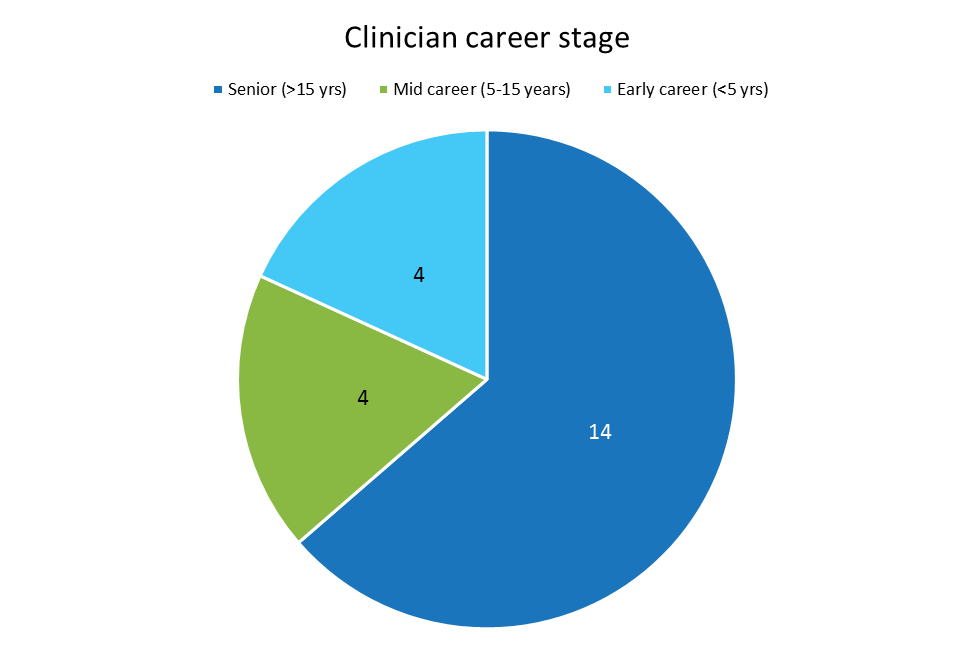 Clinician career stage
Senior (>15 yrs) Mid career (5-15 years) Early career (<5 yrs)
4
4
14